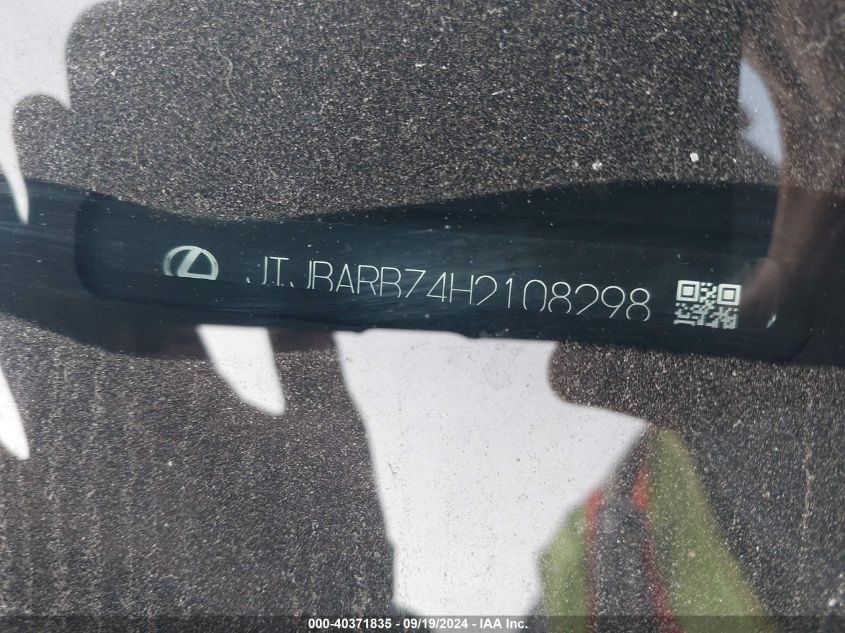 JTJBARBZ4H2108298
000-40371835 - 09/19/2024 - IAA Inc.